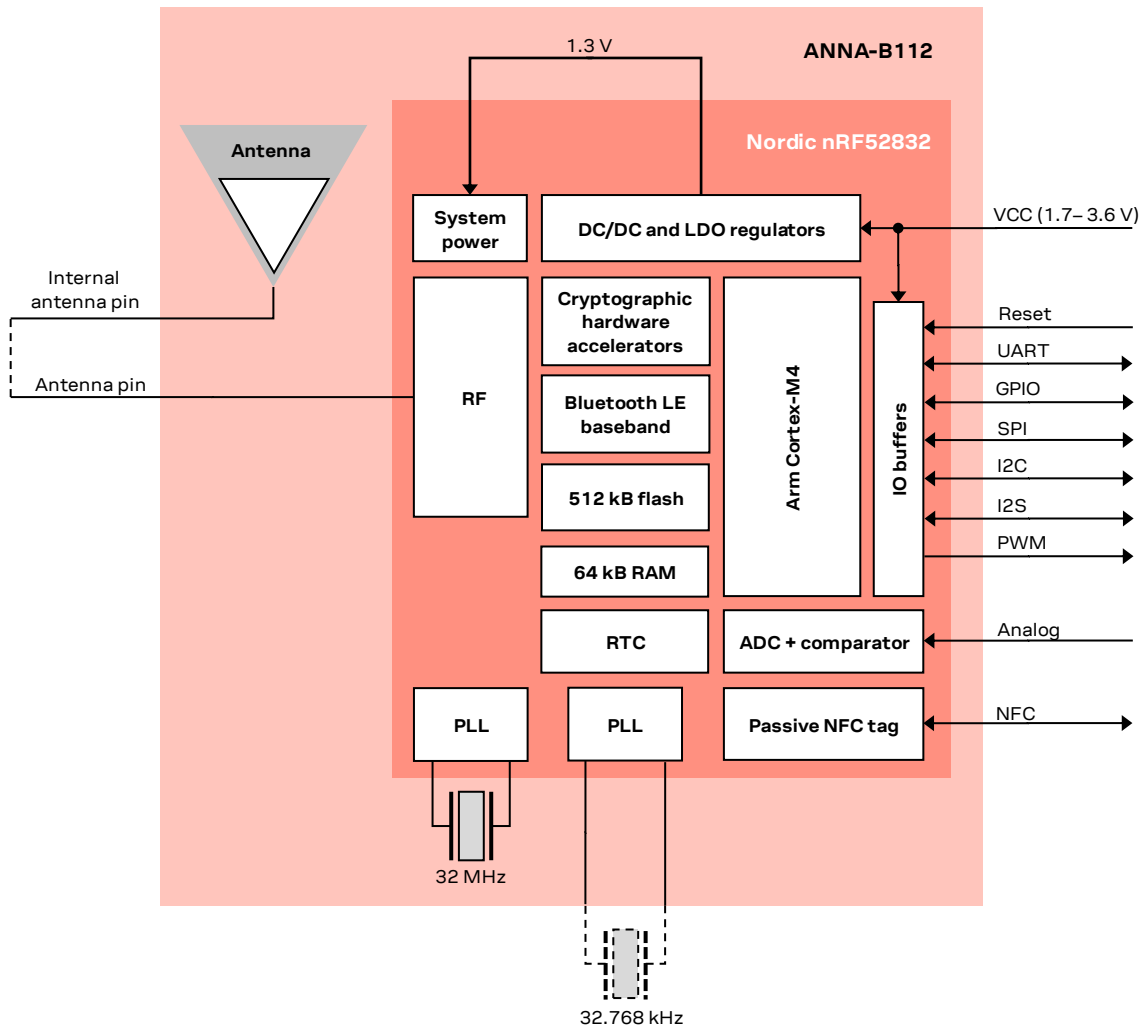 1.3 V
ANNA-B112
Nordic nRF52832
Antenna
System
power
DC/DC and LDO regulators
VCC (1.7– 3.6 V)
Internal
antenna pin
Antenna pin
RF
Cryptographic
hardware
accelerators
Bluetooth LE
baseband
512 kB flash
64 kB RAM
RTC
Arm Cortex-M4
IO buffers
Reset
UART
GPIO
SPI
I2C
I2S
PWM
ADC + comparator
Analog
PLL
PLL
Passive NFC tag
NFC
32 MHz
32.768 kHz